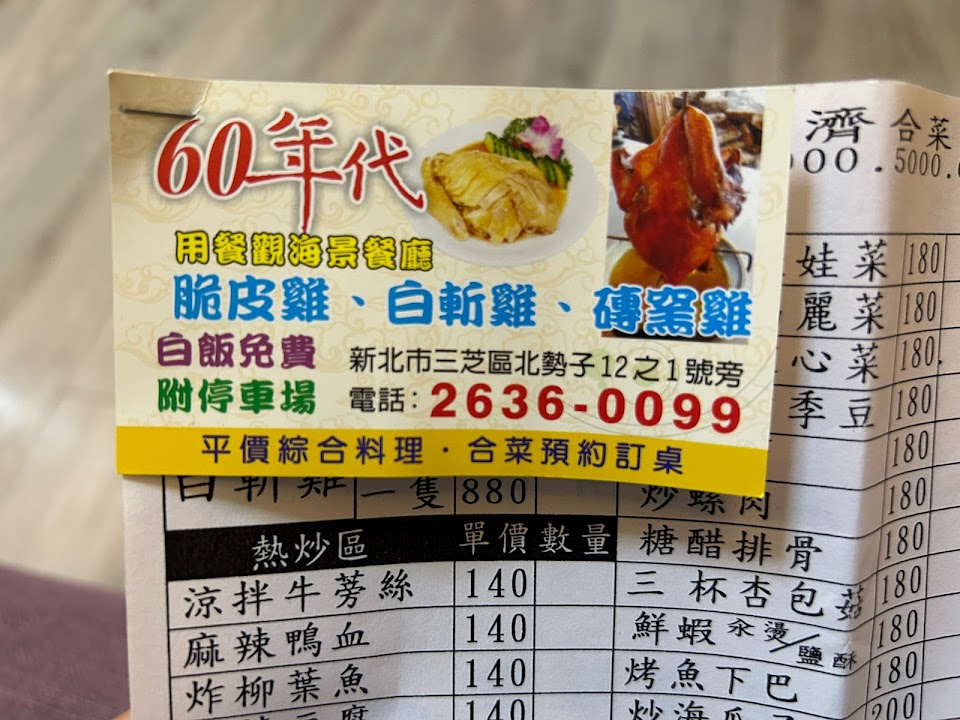 60年代
用餐觀海景餐廳
脆皮雞、白斬雞、磚窯雞
白飯免費
附停車場
新北市三芝區北勢子12之1號旁
電話:2636-0099
平價綜合料理·合菜預約訂桌
濟 合菜
000.5000.
娃菜 180
麗菜 180
心菜 180.
季豆 180
180
白斬雞 一隻 880
炒螺肉 180
熱炒區 單價 數量
糖醋排骨 180
涼拌牛蒡絲 140
三杯杏包菇 180
麻辣鴨血 140
鮮蝦汆燙/鹽酥 180
炸柳葉魚 140
烤魚下巴 180
140
炒海瓜子 200